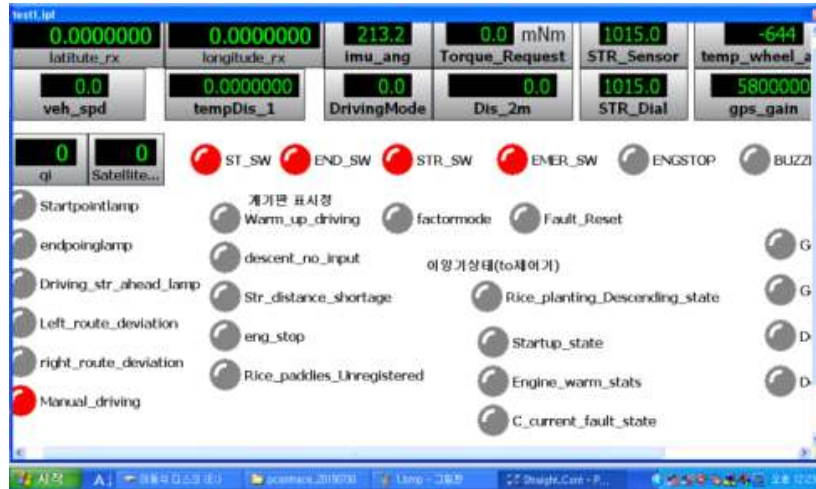 test1.ipf
0.0000000 0.0000000 213.2 0.0 mNm 1015.0 -644
latitute_rx longitude_rx imu_ang Torque_Request STR_Sensor temp_wheel_a
0.0 0.0000000 0.0 0.0 1015.0 5800000
veh_spd tempDis_1 DrivingMode Dis_2m STR_Dial gps_gain
0 0
qi Satellite...
ST_SW END_SW STR_SW EMER_SW ENGSTOP BUZZ
Startpointlamp
계기판 표시정
Warm_up_driving factormode Fault_Reset
endpoinglamp
descent_no_input
이앙기상태(to제어기)
G
Driving_str_ahead_lamp
Str_distance_shortage
Rice_planting_Descending_state
G
Left_route_deviation
eng_stop
Startup_state
D
right_route_deviation
Rice_paddies_Unregistered
Engine_warm_stats
D
Manual_driving
C_current_fault_state
시작